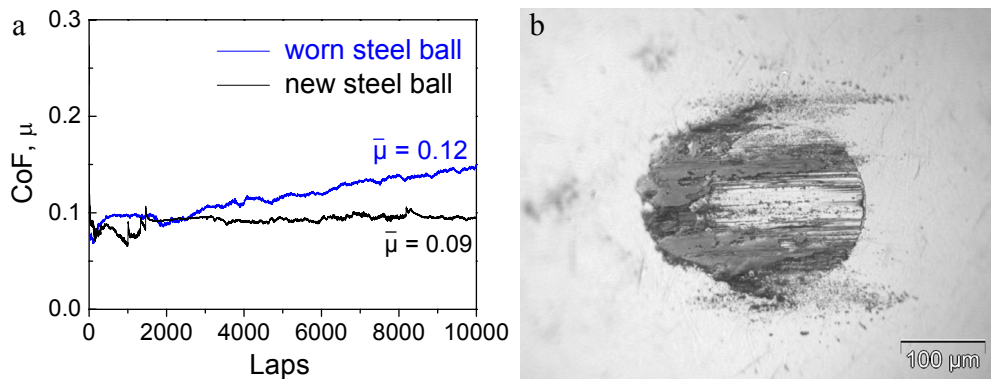 a
0.3
0.2
0.1
0.0
CoF, μ
worn steel ball
new steel ball
μ̄ = 0.12
μ̄ = 0.09
0 2000 4000 6000 8000 10000
Laps
b
100 μm